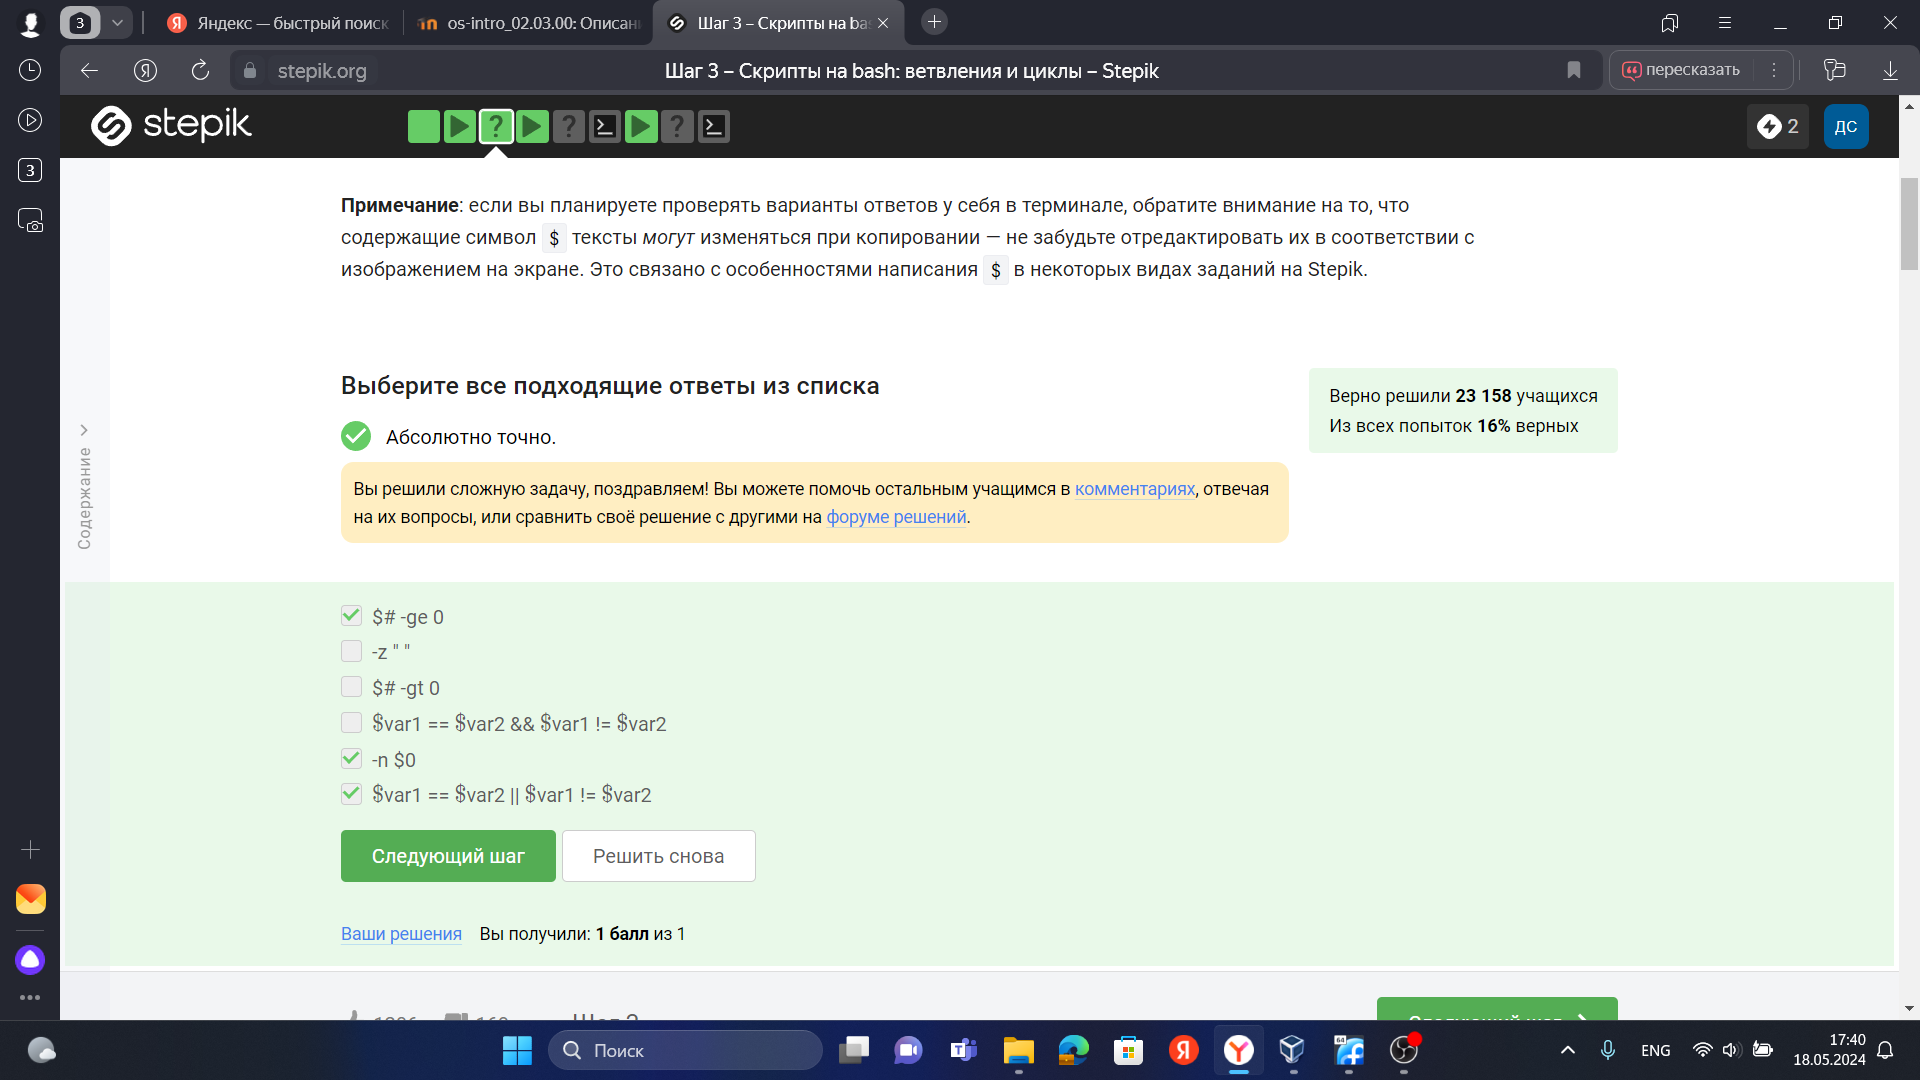 3
Яндекс — быстрый поиск
os-intro_02.03.00: Описани
Шаг 3 – Скрипты на ba
stepik.org
Шаг 3 – Скрипты на bash: ветвления и циклы – Stepik
пересказать
3
stepik
2
ДС
Примечание: если вы планируете проверять варианты ответов у себя в терминале, обратите внимание на то, что
содержащие символ $ тексты могут изменяться при копировании — не забудьте отредактировать их в соответствии с
изображением на экране. Это связано с особенностями написания $ в некоторых видах заданий на Stepik.
Содержание
Выберите все подходящие ответы из списка
Верно решили 23 158 учащихся
Из всех попыток 16% верных
Абсолютно точно.
Вы решили сложную задачу, поздравляем! Вы можете помочь остальным учащимся в комментариях, отвечая
на их вопросы, или сравнить своё решение с другими на форуме решений.
$# -ge 0
-z " "
$# -gt 0
$var1 == $var2 && $var1 != $var2
-n $0
$var1 == $var2 || $var1 != $var2
Следующий шаг
Решить снова
Ваши решения Вы получили: 1 балл из 1
Шаг 3
Следующий шаг
Поиск
ENG
17:40
18.05.2024